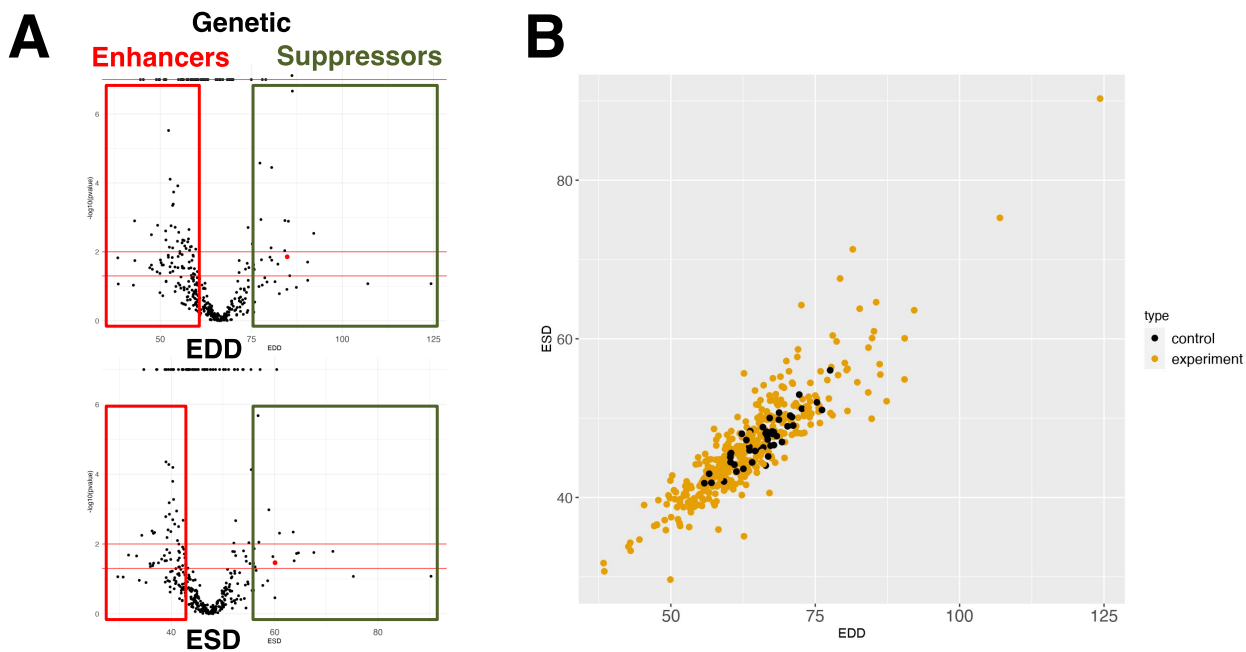 A
Genetic
B
Enhancers Suppressors
6
4
2
0
-log10(pvalue)
50 75 100 125
EDD
EDD
6
4
2
0
-log10(pvalue)
40 60 80
ESD
ESD
80
60
40
ESD
50 75 100 125
EDD
type
control
experiment